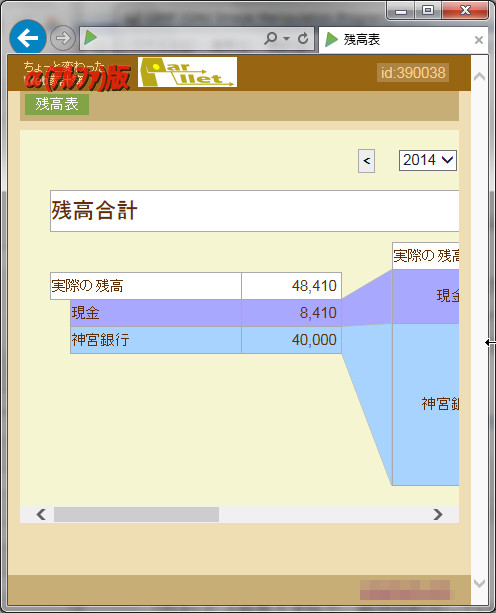 残高表
ちょっと変わった
α(アルファ)版
id:390038
残高表
<
2014
残高合計
実際の残高
実際の残高 48,410
現金 8,410
現金
神宮銀行 40,000
神宮銀